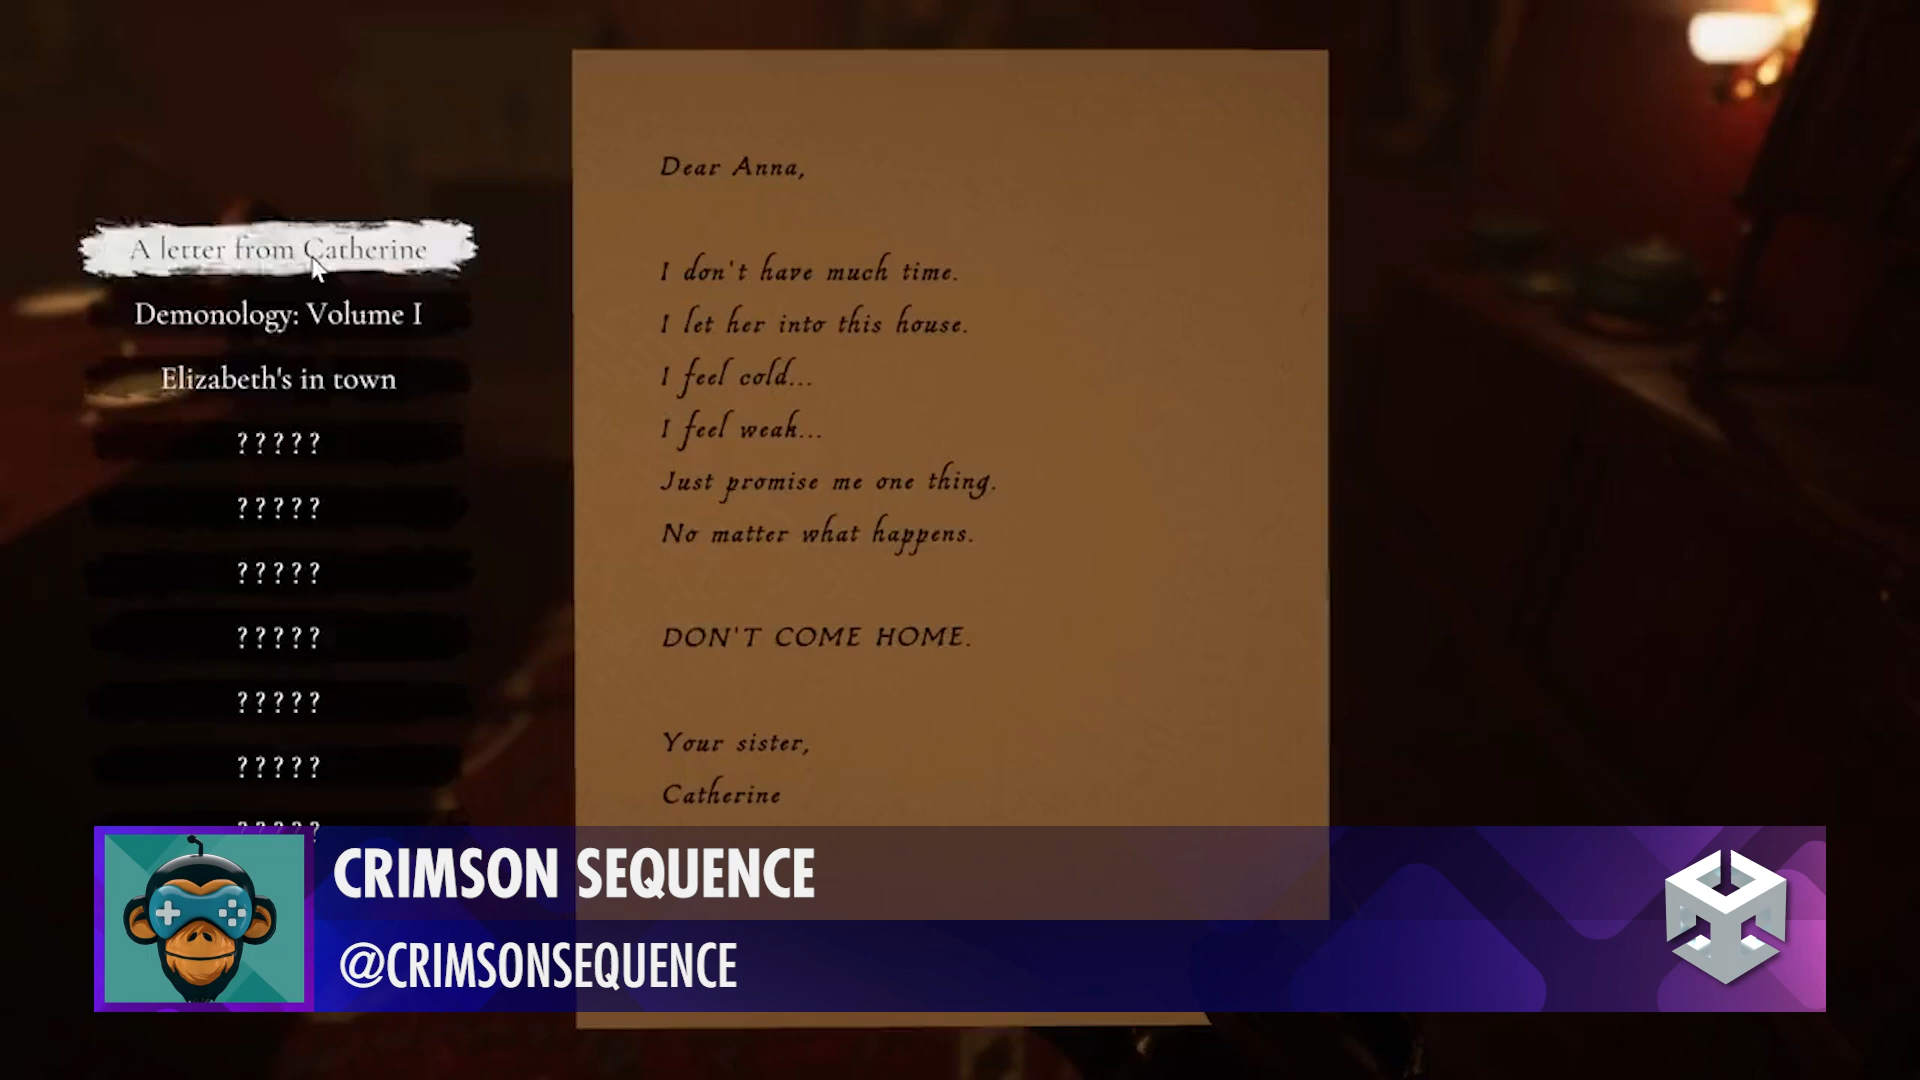 A letter from Catherine
Demonology: Volume I
Elizabeth's in town
?????
?????
?????
?????
?????
?????
?????
Dear Anna,
I don't have much time.
I let her into this house.
I feel cold...
I feel weak...
Just promise me one thing.
No matter what happens.
DON'T COME HOME.
Your sister,
Catherine
CRIMSON SEQUENCE
@CRIMSONSEQUENCE